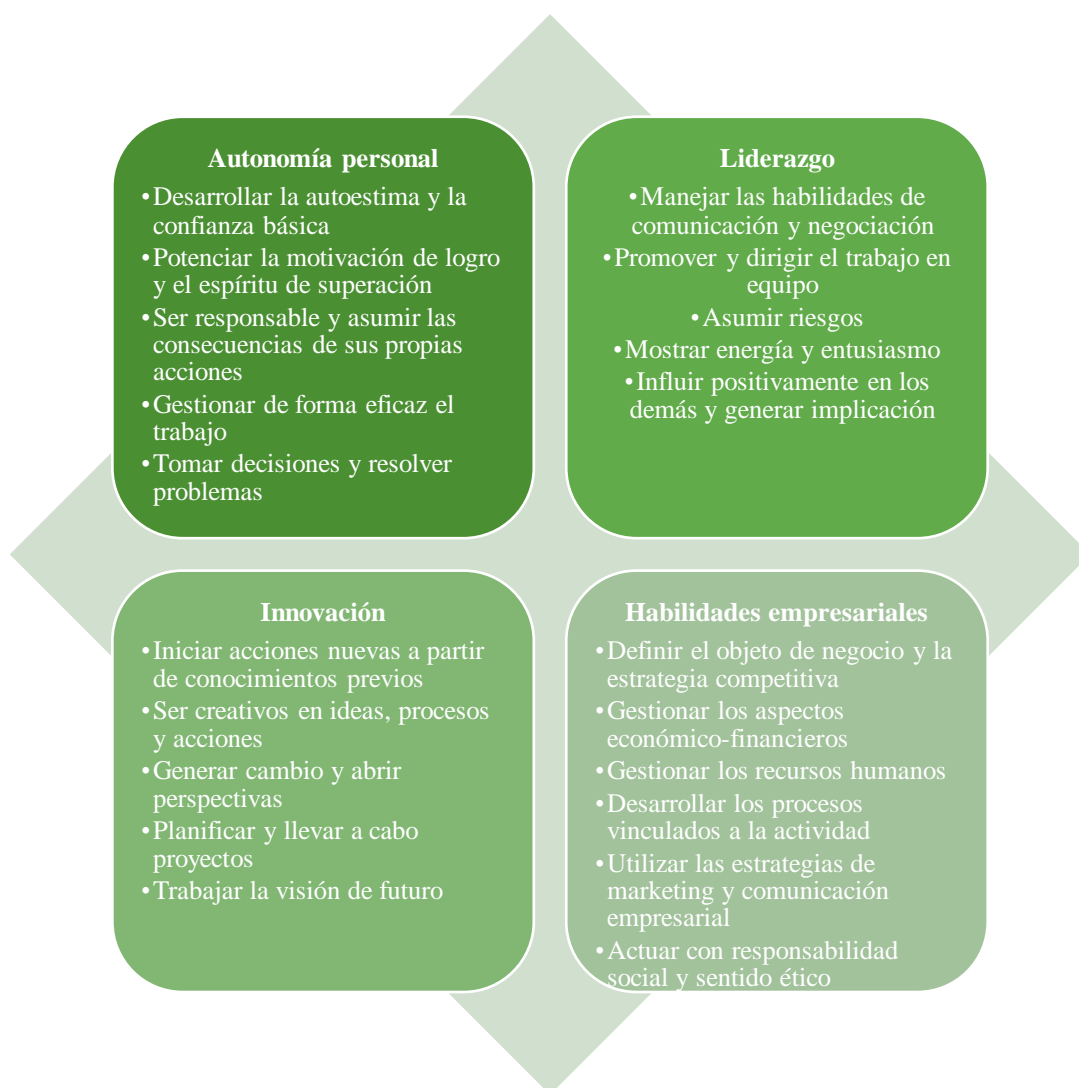 Autonomía personal
•Desarrollar la autoestima y la
confianza básica
•Potenciar la motivación de logro
y el espíritu de superación
•Ser responsable y asumir las
consecuencias de sus propias
acciones
•Gestionar de forma eficaz el
trabajo
•Tomar decisiones y resolver
problemas
Liderazgo
•Manejar las habilidades de
comunicación y negociación
•Promover y dirigir el trabajo en
equipo
•Asumir riesgos
•Mostrar energía y entusiasmo
•Influir positivamente en los
demás y generar implicación
Innovación
•Iniciar acciones nuevas a partir
de conocimientos previos
•Ser creativos en ideas, procesos
y acciones
•Generar cambio y abrir
perspectivas
•Planificar y llevar a cabo
proyectos
•Trabajar la visión de futuro
Habilidades empresariales
•Definir el objeto de negocio y la
estrategia competitiva
•Gestionar los aspectos
económico-financieros
•Gestionar los recursos humanos
•Desarrollar los procesos
vinculados a la actividad
•Utilizar las estrategias de
marketing y comunicación
empresarial
•Actuar con responsabilidad
social y sentido ético